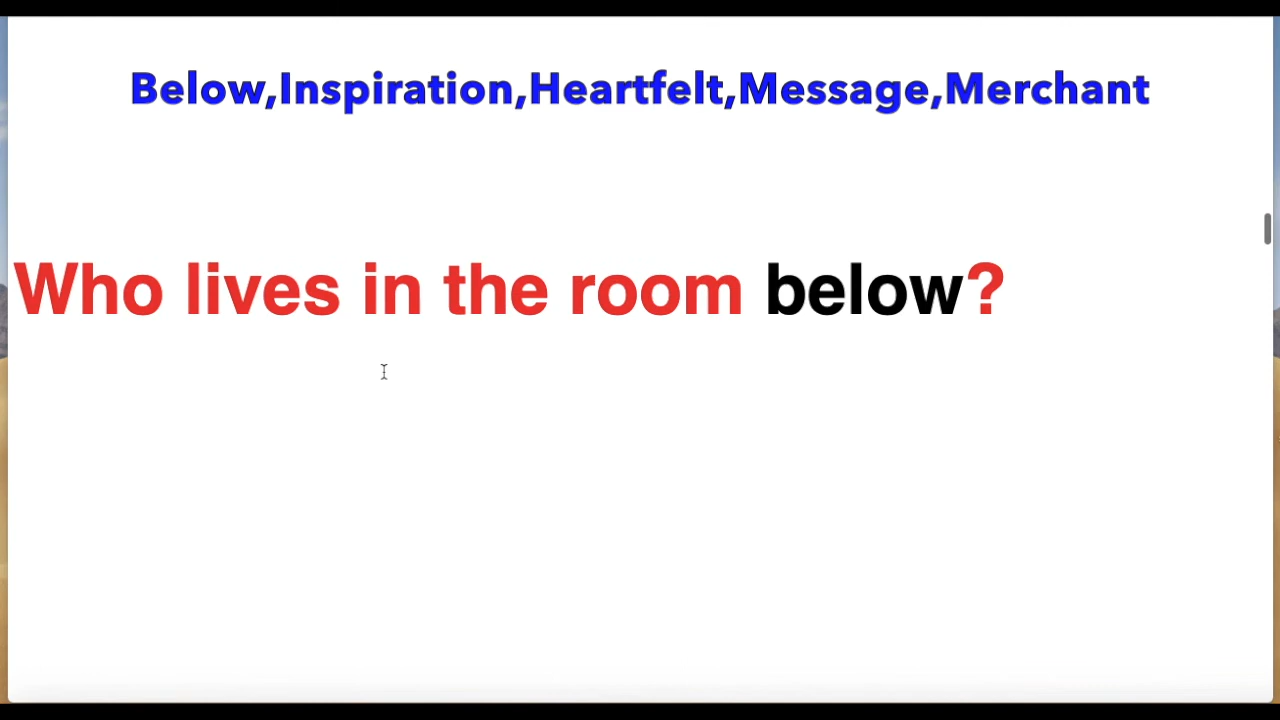 Below,Inspiration,Heartfelt,Message,Merchant
Who lives in the room below?